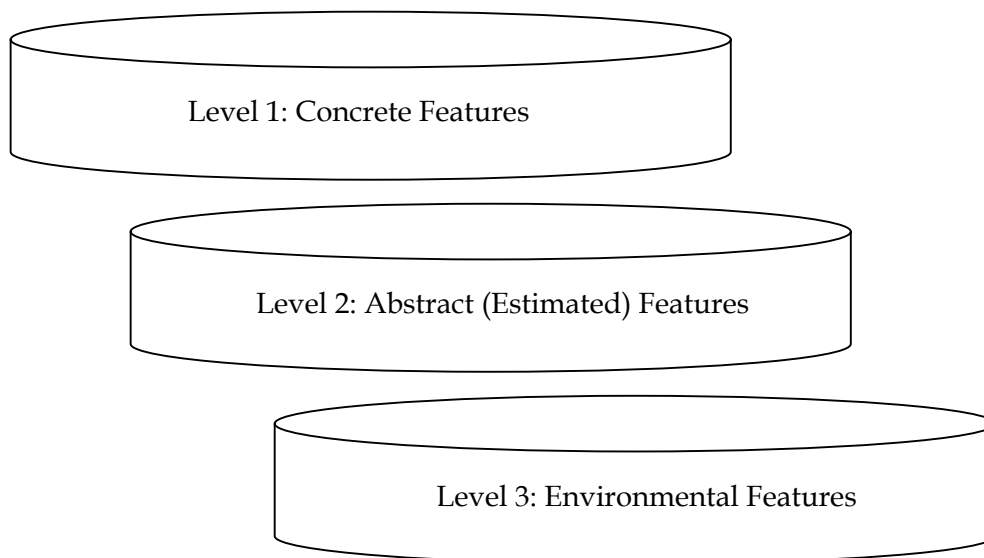 Level 1: Concrete Features
Level 2: Abstract (Estimated) Features
Level 3: Environmental Features